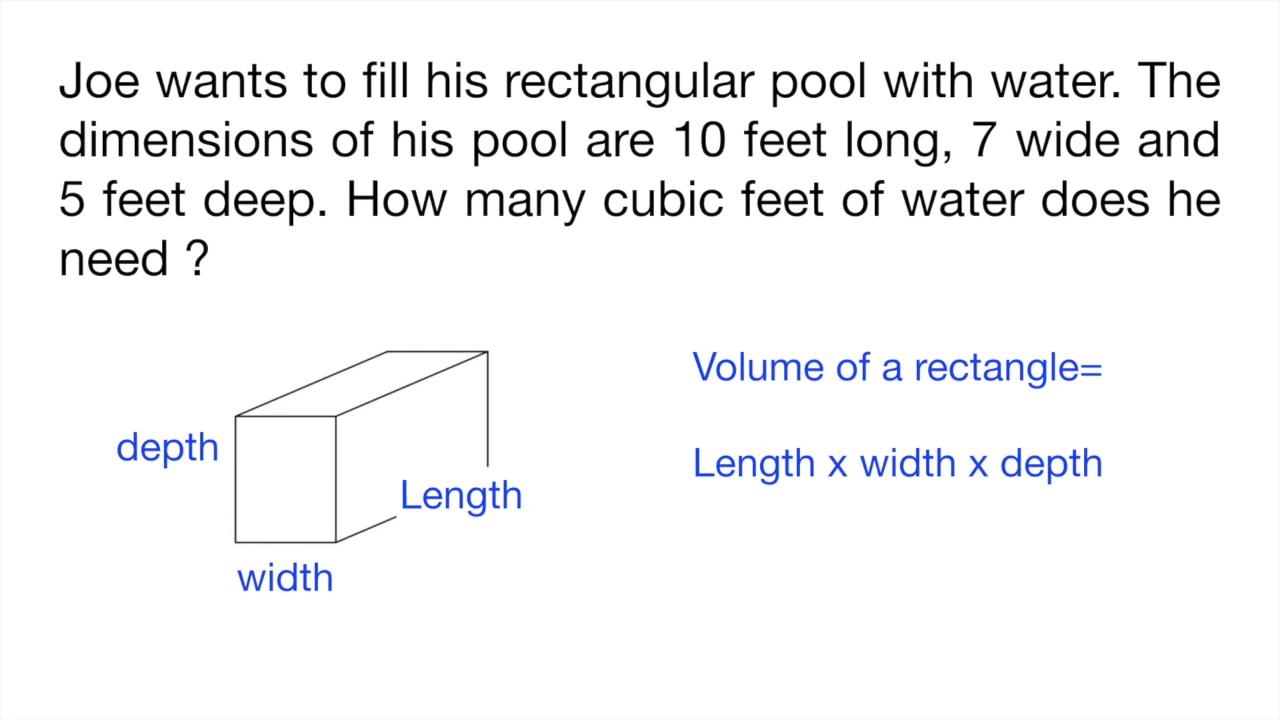 Joe wants to fill his rectangular pool with water. The
dimensions of his pool are 10 feet long, 7 wide and
5 feet deep. How many cubic feet of water does he
need ?
Volume of a rectangle=
depth
Length x width x depth
Length
width